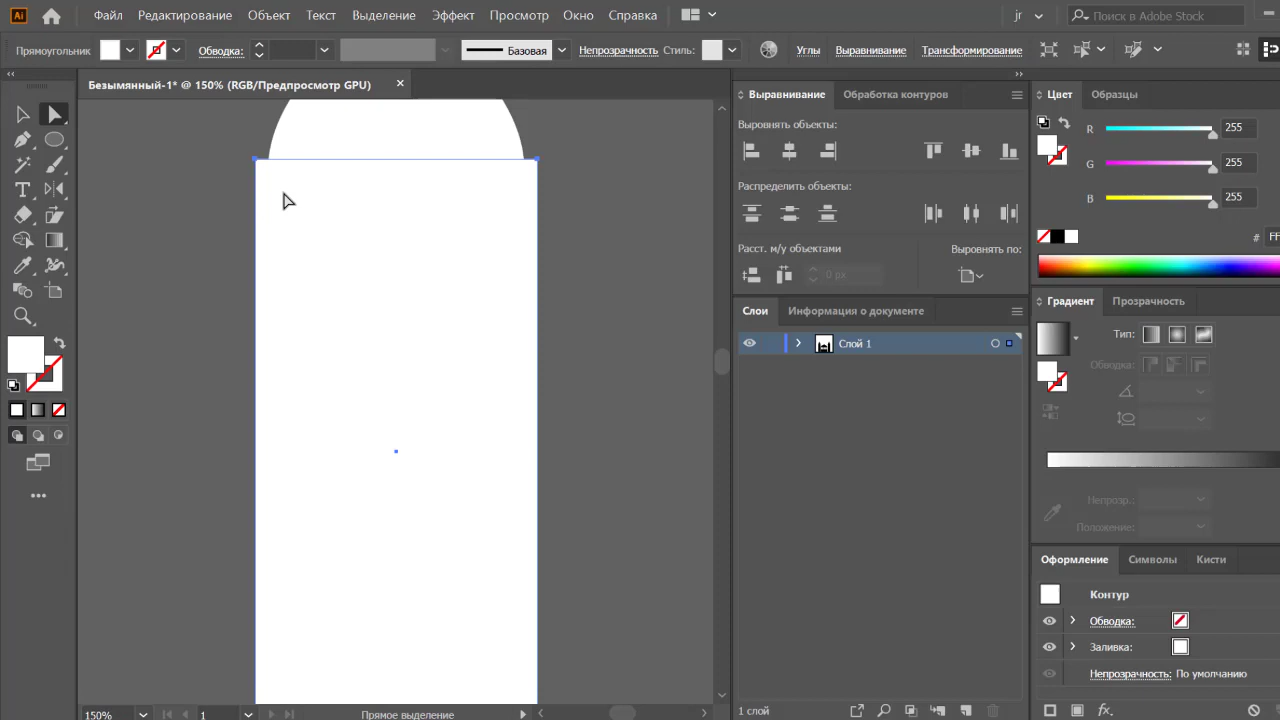 Ai Файл Редактирование Объект Текст Выделение Эффект Просмотр Окно Справка jr Поиск в Adobe Stock
Прямоугольник Обводка: Базовая Непрозрачность Стиль: Углы Выравнивание Трансформирование
Безымянный-1* @ 150% (RGB/Предпросмотр GPU)
Выравнивание Обработка контуров
Выровнять объекты:
Распределить объекты:
Расст. м/у объектами Выровнять по:
0 px
Слои Информация о документе
Слой 1
1 слой
Цвет Образцы
R 255
G 255
B 255
# FF
Градиент Прозрачность
Тип:
Обводка:
Непрозр.:
Положение:
Оформление Символы Кисти
Контур
Обводка:
Заливка:
Непрозрачность: По умолчанию
fx
150% 1 Прямое выделение